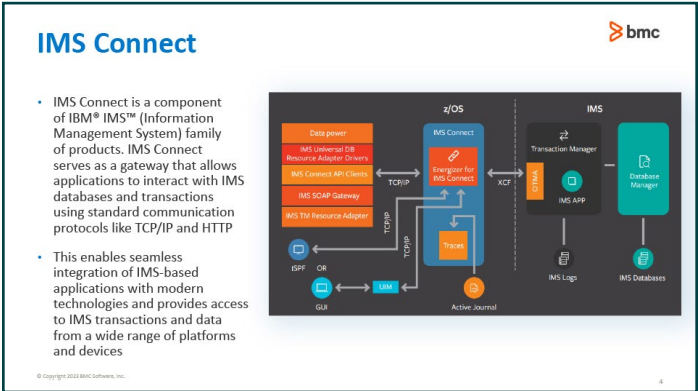 IMS Connect
bmc
• IMS Connect is a component
of IBM® IMS™ (Information
Management System) family
of products. IMS Connect
serves as a gateway that allows
applications to interact with IMS
databases and transactions
using standard communication
protocols like TCP/IP and HTTP
• This enables seamless
integration of IMS-based
applications with modern
technologies and provides access
to IMS transactions and data
from a wide range of platforms
and devices
z/OS
IMS
Data power
IMS Universal DB
Resource Adapter Drivers
IMS Connect API Clients
IMS SOAP Gateway
IMS TM Resource Adapter
TCP/IP
TCP/IP
TCP/IP
ISPF
OR
GUI
UIM
IMS Connect
Energizer for
IMS Connect
Traces
Active Journal
XCF
Transaction Manager
OTMA
IMS APP
Database
Manager
IMS Logs
IMS Databases
© Copyright 2023 BMC Software, Inc.
4